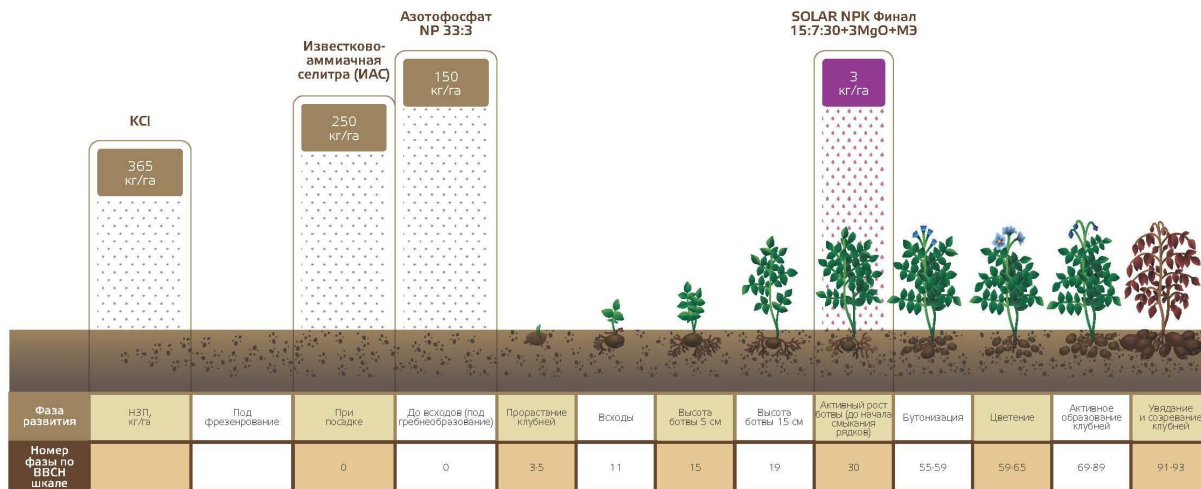 Азотофосфат
NP 33:3
SOLAR NPK Финал
15:7:30+3MgO+МЭ
Известково-
аммиачная
селитра (ИАС)
KCl
150
кг/га
3
кг/га
250
кг/га
365
кг/га
Фаза
развития
НЗП,
кг/га
Под
фрезенрование
При
посадке
До всходов (под
гребнеобразование)
Прорастание
клубней
Всходы
Высота
ботвы 5 см
Высота
ботвы 15 см
Активный рост
ботвы (до начала
смыкания
рядков)
Бутонизация
Цветение
Активное
образование
клубней
Увядание
и созревание
клубней
Номер
фазы по
ВВСН
шкале
0
0
3-5
11
15
19
30
55-59
59-65
69-89
91-93